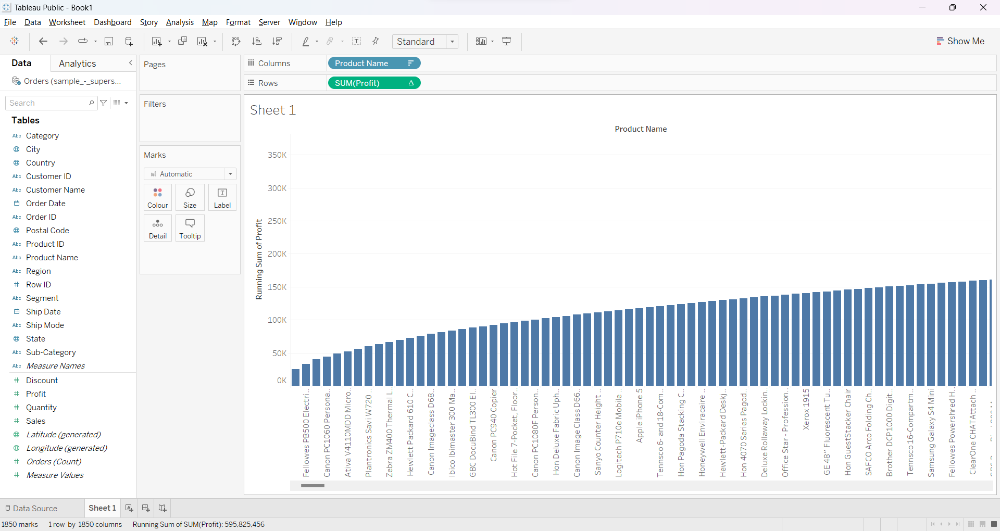 Tableau Public - Book1
File Data Worksheet Dashboard Story Analysis Map Format Server Window Help
Standard
Show Me
Data Analytics
Orders (sample_-_supers...
Search
Tables
Abc Category
City
Country
Abc Customer ID
Abc Customer Name
Order Date
Abc Order ID
Postal Code
Abc Product ID
Abc Product Name
Abc Region
Row ID
Abc Segment
Ship Date
Abc Ship Mode
State
Abc Sub-Category
Abc Measure Names
Discount
Profit
Quantity
Sales
Latitude (generated)
Longitude (generated)
Orders (Count)
Measure Values
Pages
Filters
Marks
Automatic
Colour Size Label
Detail Tooltip
Columns Product Name
Rows SUM(Profit)
Sheet 1
Product Name
Running Sum of Profit
350K
300K
250K
200K
150K
100K
50K
0K
Fellowes PB500 Electri..
Canon PC1060 Persona..
Ativa V4110MDD Micro..
Plantronics Savi W720 ..
Zebra ZM400 Thermal L..
Hewlett Packard 610 C..
Canon Imageclass D68..
Ibico Ibimaster 300 Ma..
GBC DocuBind TL300 El..
Canon PC940 Copier
Hot File 7-Pocket, Floor..
Canon PC1080F Person..
Hon Deluxe Fabric Uph..
Canon Image Class D66..
Sanyo Counter Height ..
Logitech P710e Mobile ..
Apple iPhone 5
Tennsco 6- and 18-Com..
Hon Pagoda Stacking C..
Honeywell Enviracaire ..
Hewlett-Packard Deskj..
Hon 4070 Series Pagod..
Deluxe Rollaway Lockin..
Office Star - Profession..
Xerox 1915
GE 48" Fluorescent Tu..
Hon GuestStacker Chair
SAFCO Arco Folding Ch..
Brother DCP1000 Digit..
Tennsco 16-Compartm..
Samsung Galaxy S4 Mini
Fellowes Powershred H..
ClearOne CHATAttach ..
Data Source Sheet 1
1850 marks 1 row by 1850 columns Running Sum of SUM(Profit): 595,825,456